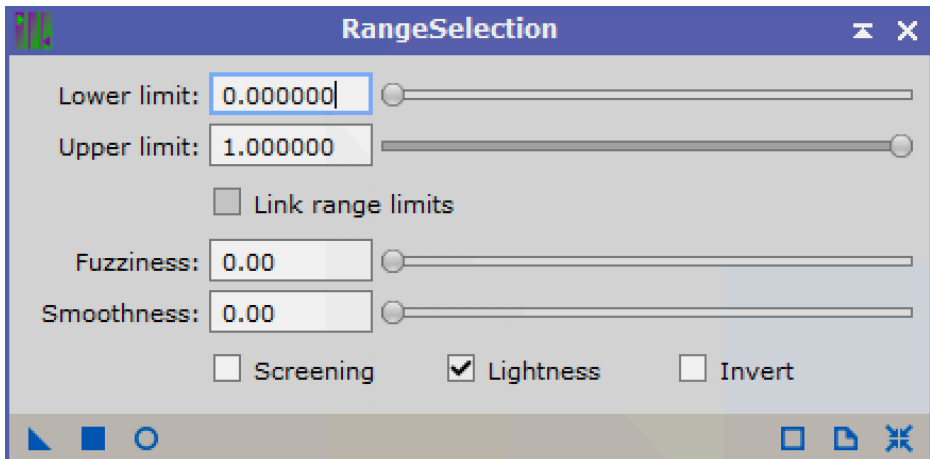 RangeSelection
Lower limit: 0.000000
Upper limit: 1.000000
Link range limits
Fuzziness: 0.00
Smoothness: 0.00
Screening Lightness Invert